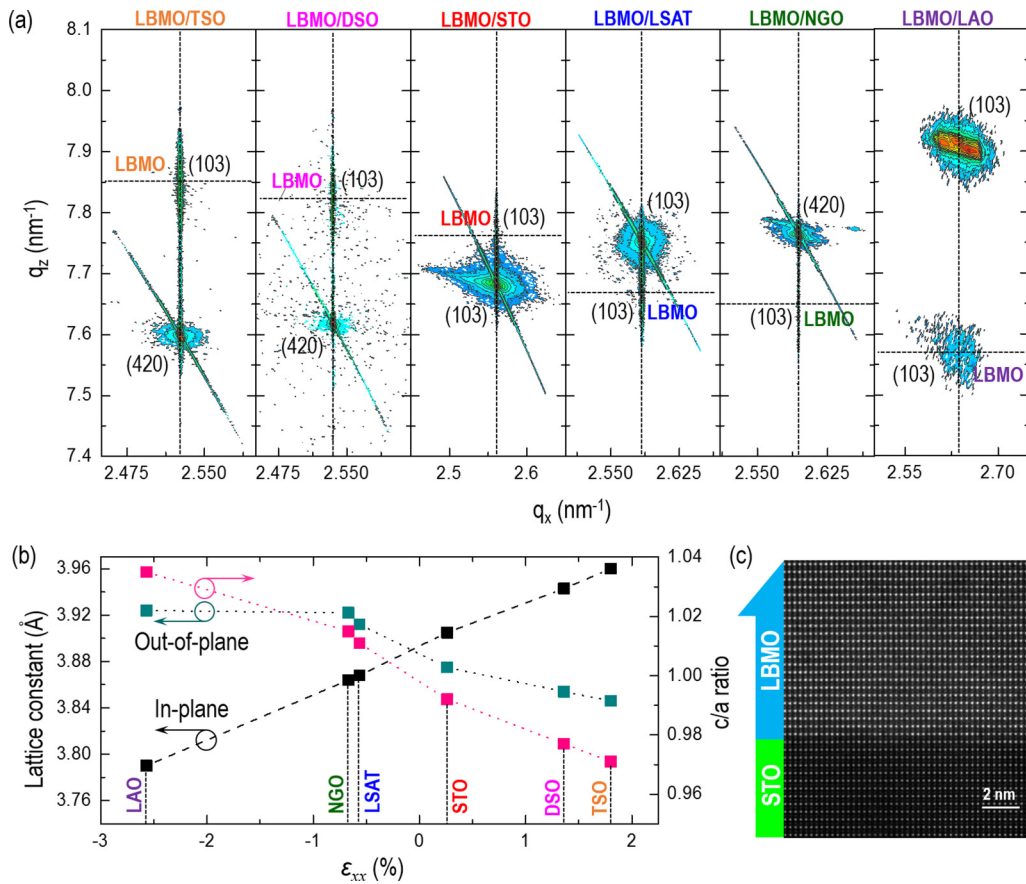 (a)
LBMO/TSO LBMO/DSO LBMO/STO LBMO/LSAT LBMO/NGO LBMO/LAO
8.1
8.0
7.9
7.8
7.7
7.6
7.5
7.4
q_z (nm⁻¹)
LBMO (103)
(420)
LBMO (103)
(420)
LBMO (103)
(103)
(103)
(103) LBMO
(420)
(103) LBMO
(103)
(103) LBMO
2.475 2.550 2.475 2.550 2.5 2.6 2.550 2.625 2.625 2.55 2.70
q_x (nm⁻¹)
(b)
3.96
3.92
3.88
3.84
3.80
3.76
Lattice constant (Å)
Out-of-plane
In-plane
LAO
NGO
LSAT
STO
DSO
TSO
1.04
1.02
1.00
0.98
0.96
c/a ratio
-3 -2 -1 0 1 2
ε_xx (%)
(c)
LBMO
STO
2 nm